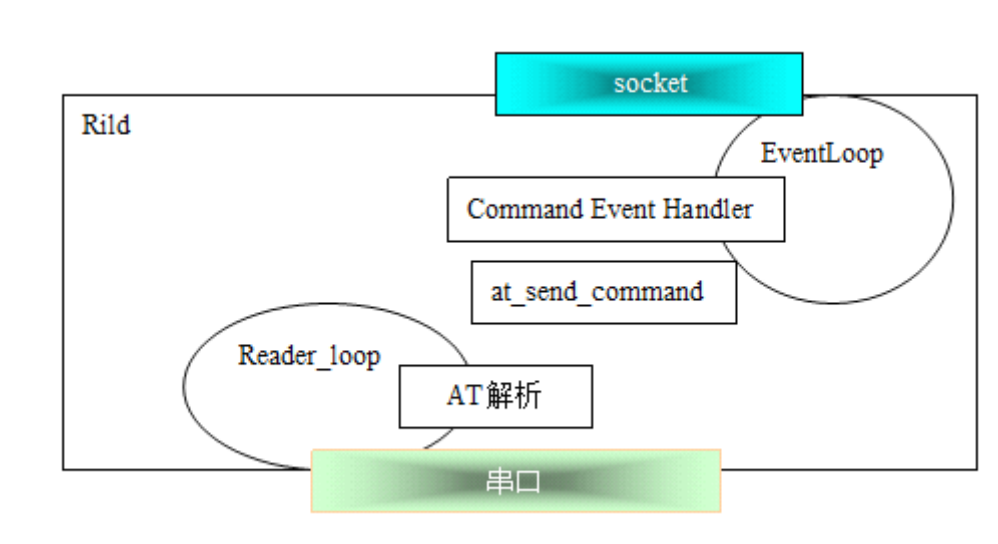 socket
Rild
EventLoop
Command Event Handler
at_send_command
Reader_loop
AT解析
串口